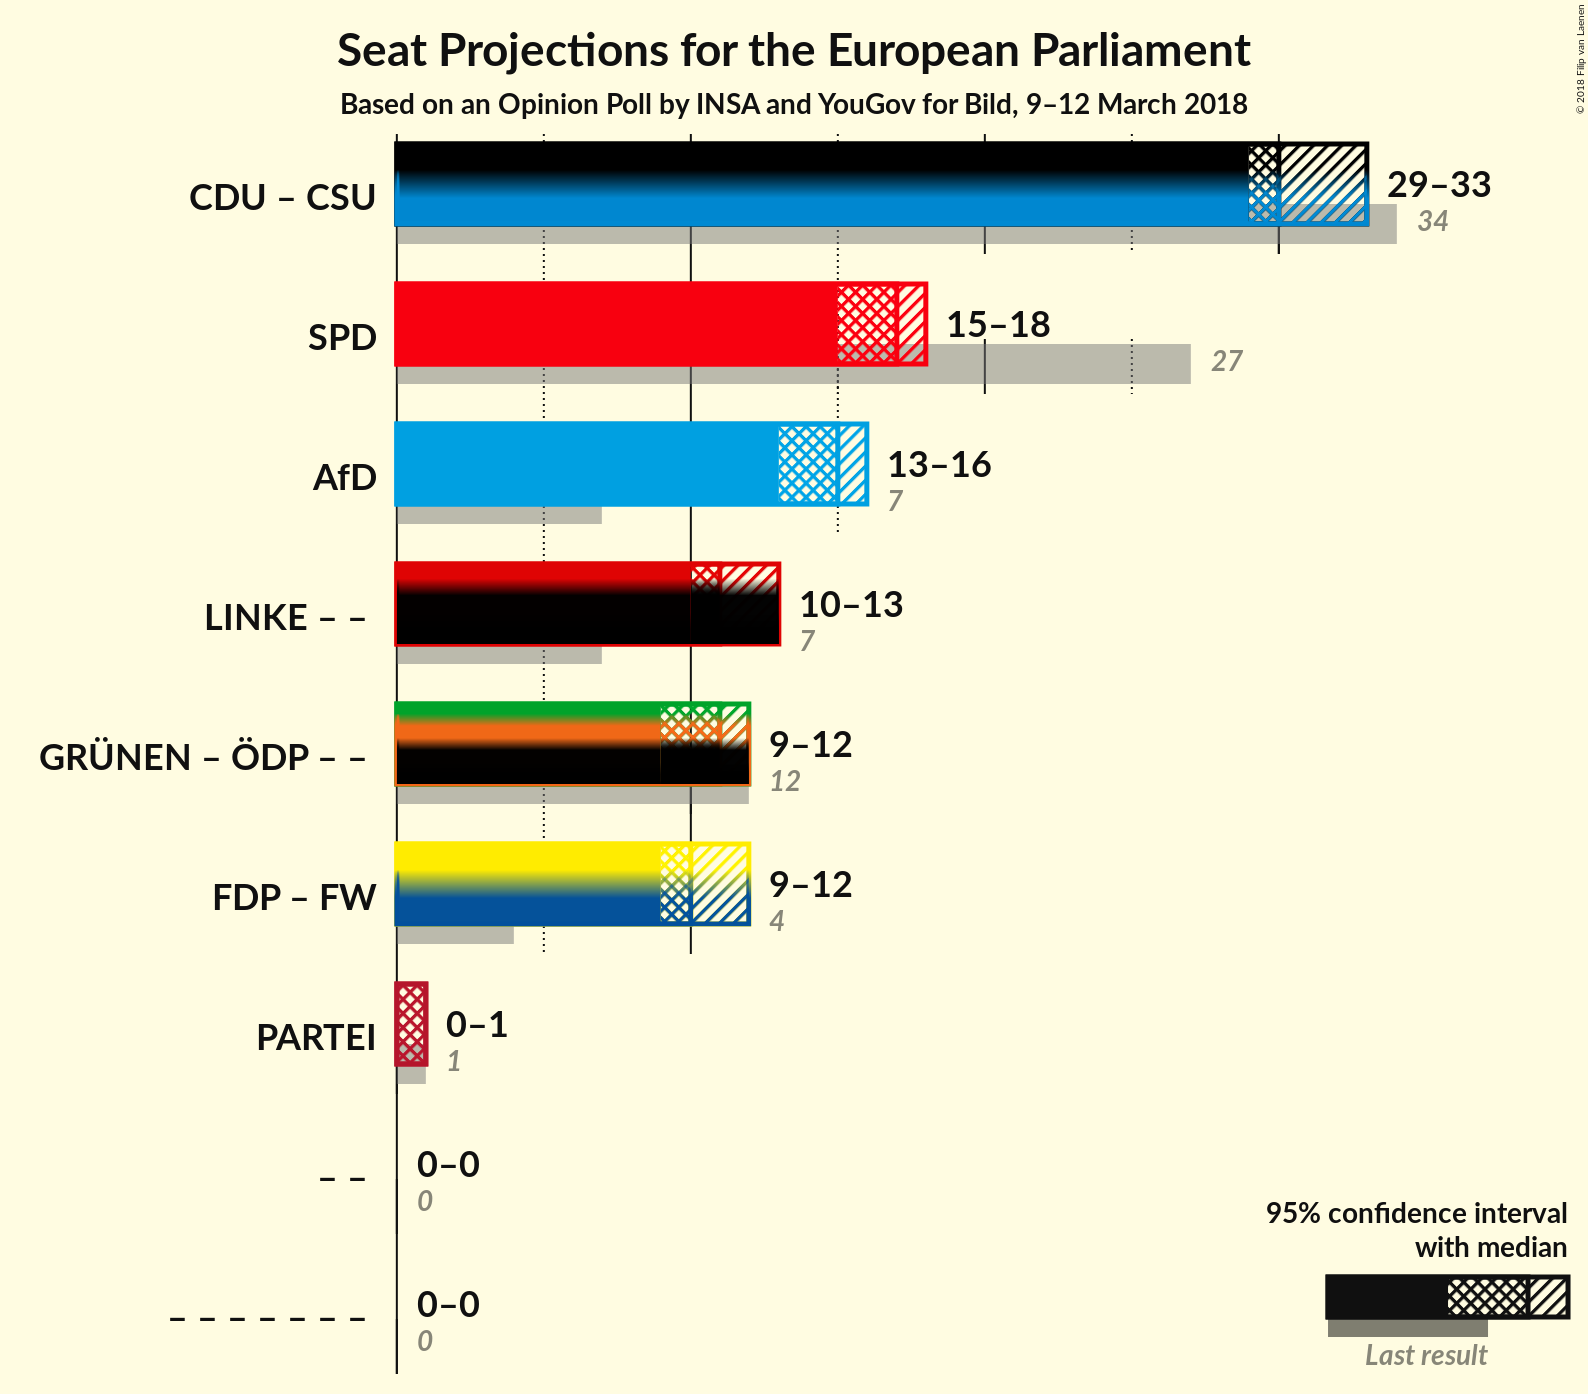 Seat Projections for the European Parliament
Based on an Opinion Poll by INSA and YouGov for Bild, 9–12 March 2018
© 2018 Filip van Laenen
CDU – CSU
29–33
34
SPD
15–18
27
AfD
13–16
7
LINKE – –
10–13
7
GRÜNEN – ÖDP – –
9–12
12
FDP – FW
9–12
4
PARTEI
0–1
1
– –
0–0
0
– – – – – – –
0–0
0
95% confidence interval
with median
Last result